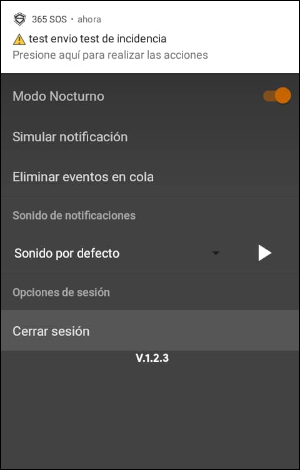 365 SOS • ahora
⚠ test envio test de incidencia
Presione aquí para realizar las acciones
Modo Nocturno
Simular notificación
Eliminar eventos en cola
Sonido de notificaciones
Sonido por defecto
Opciones de sesión
Cerrar sesión
V.1.2.3